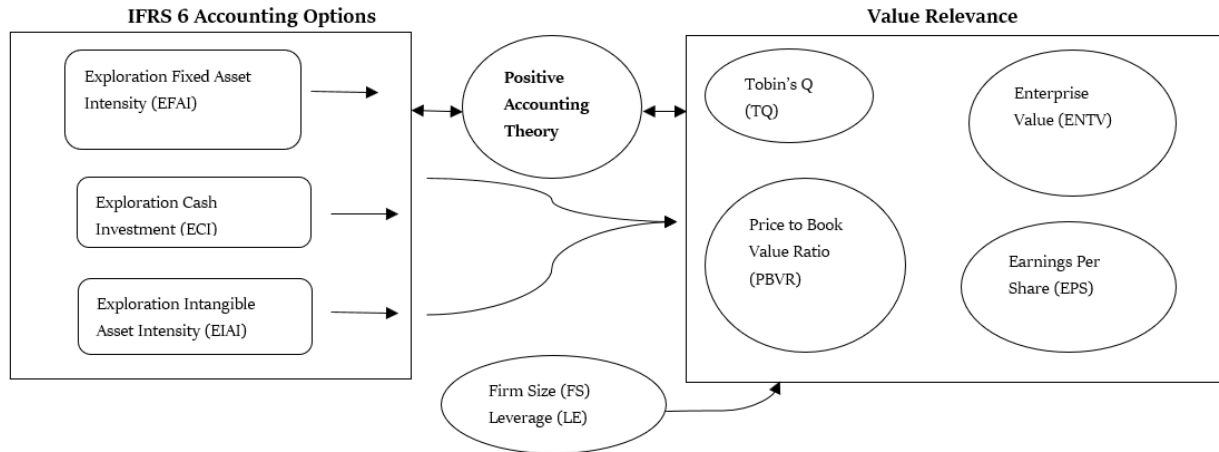 IFRS 6 Accounting Options
Exploration Fixed Asset
Intensity (EFAI)
Exploration Cash
Investment (ECI)
Exploration Intangible
Asset Intensity (EIAI)
Positive
Accounting
Theory
Firm Size (FS)
Leverage (LE)
Value Relevance
Tobin’s Q
(TQ)
Enterprise
Value (ENTV)
Price to Book
Value Ratio
(PBVR)
Earnings Per
Share (EPS)